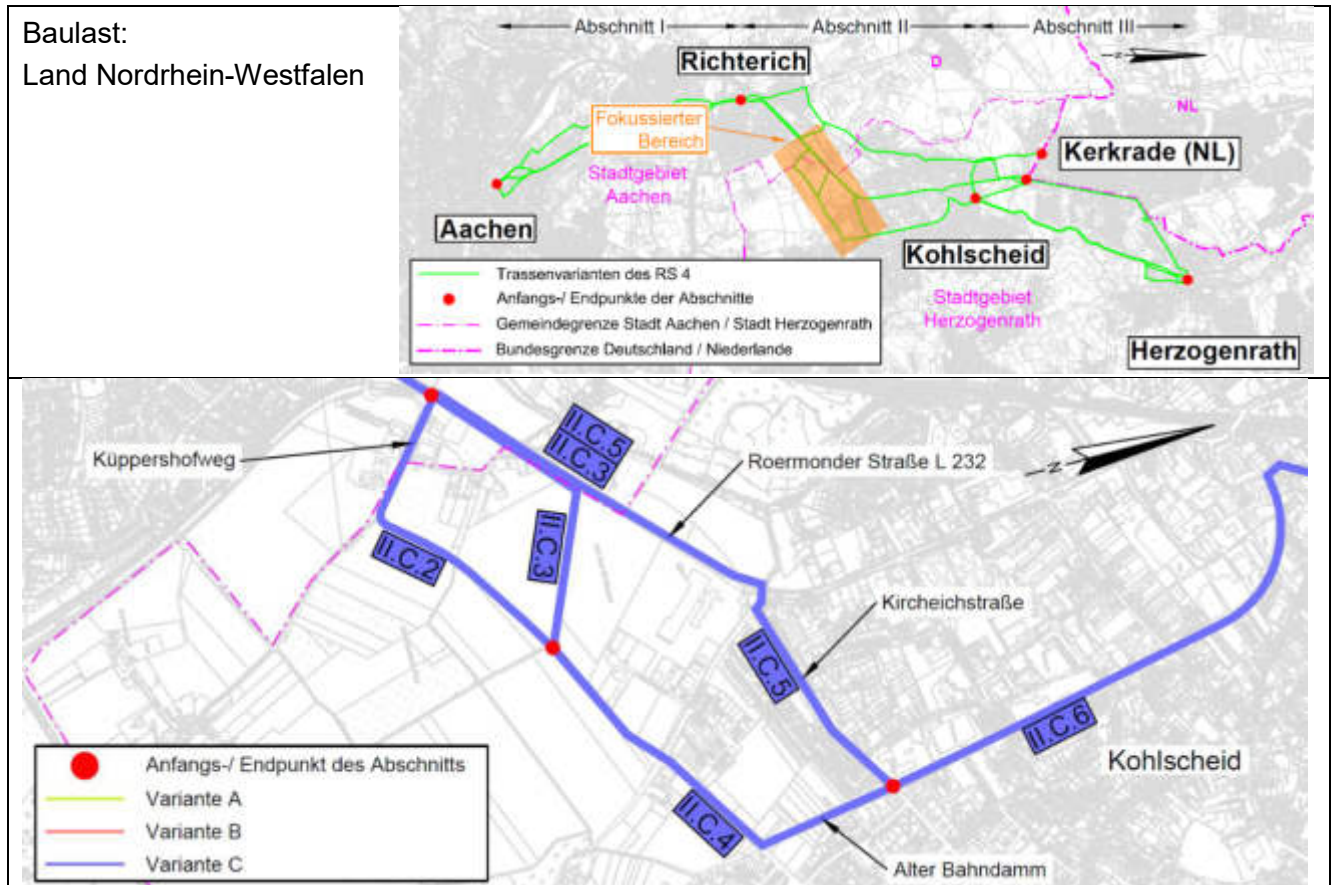 Baulast:
Land Nordrhein-Westfalen
Abschnitt I
Abschnitt II
Abschnitt III
Richterich
D
N
NL
Fokussierter
Bereich
Kerkrade (NL)
Stadtgebiet
Aachen
Aachen
Kohlscheid
Stadtgebiet
Herzogenrath
Herzogenrath
Trassenvarianten des RS 4
Anfangs-/ Endpunkte der Abschnitte
Gemeindegrenze Stadt Aachen / Stadt Herzogenrath
Bundesgrenze Deutschland / Niederlande
Küppershofweg
II.C.5
II.C.3
Roermonder Straße L 232
N
II.C.2
II.C.3
Kircheichstraße
II.C.5
II.C.6
Kohlscheid
II.C.4
Alter Bahndamm
Anfangs-/ Endpunkt des Abschnitts
Variante A
Variante B
Variante C